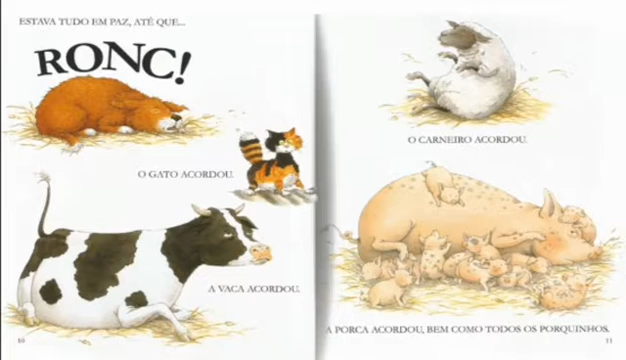 ESTAVA TUDO EM PAZ, ATÉ QUE...
RONC!
O GATO ACORDOU.
A VACA ACORDOU.
10
O CARNEIRO ACORDOU.
A PORCA ACORDOU, BEM COMO TODOS OS PORQUINHOS.
11